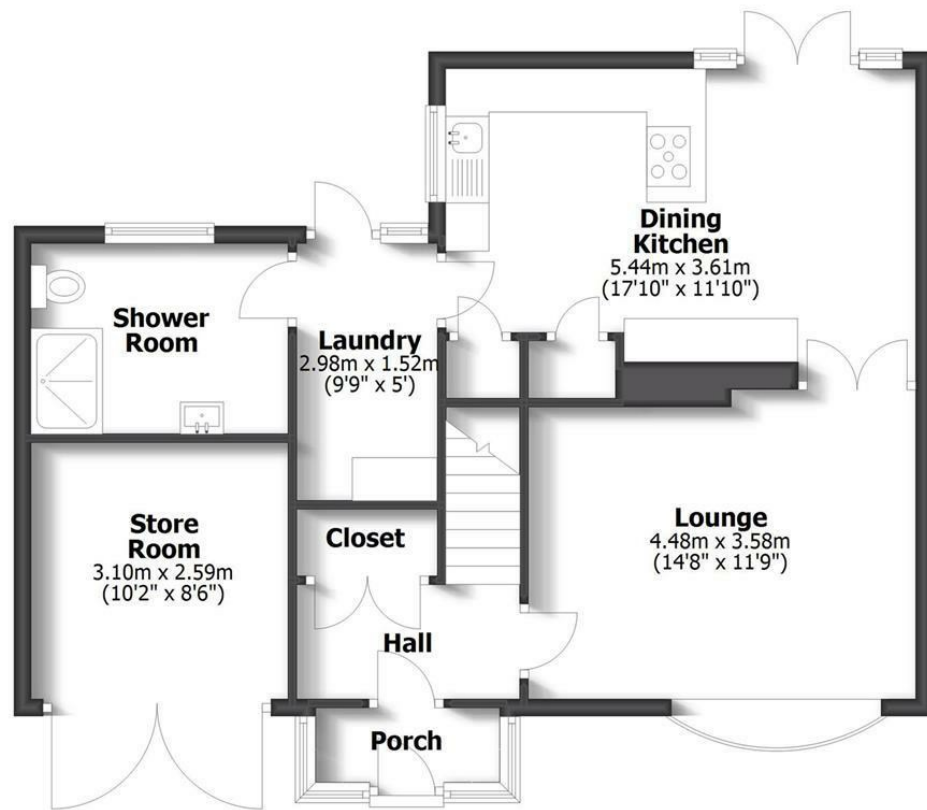 Dining
Kitchen
5.44m x 3.61m
(17'10" x 11'10")
Shower
Room
Laundry
2.98m x 1.52m
(9'9" x 5')
Store
Room
3.10m x 2.59m
(10'2" x 8'6")
Closet
Lounge
4.48m x 3.58m
(14'8" x 11'9")
Hall
Porch